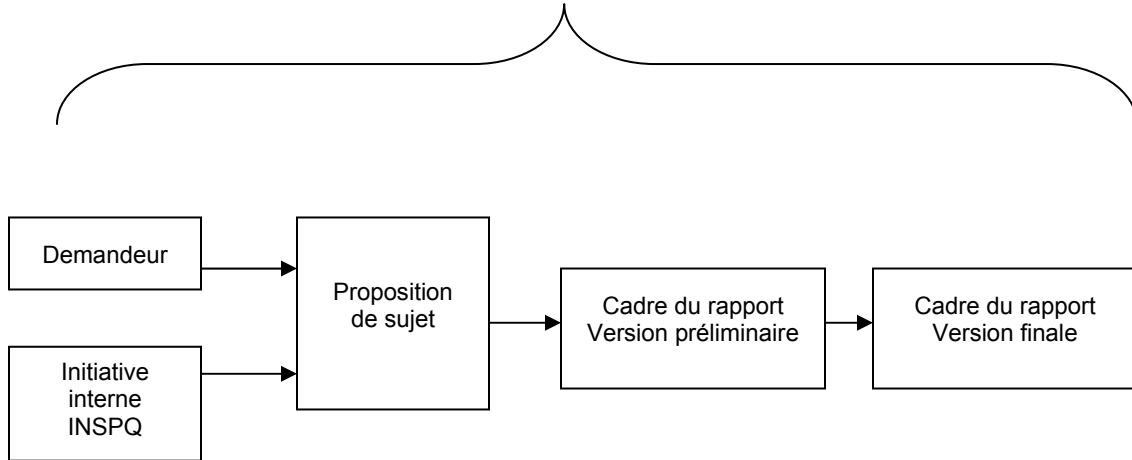 Demandeur
Initiative
interne
INSPQ
Proposition
de sujet
Cadre du rapport
Version préliminaire
Cadre du rapport
Version finale